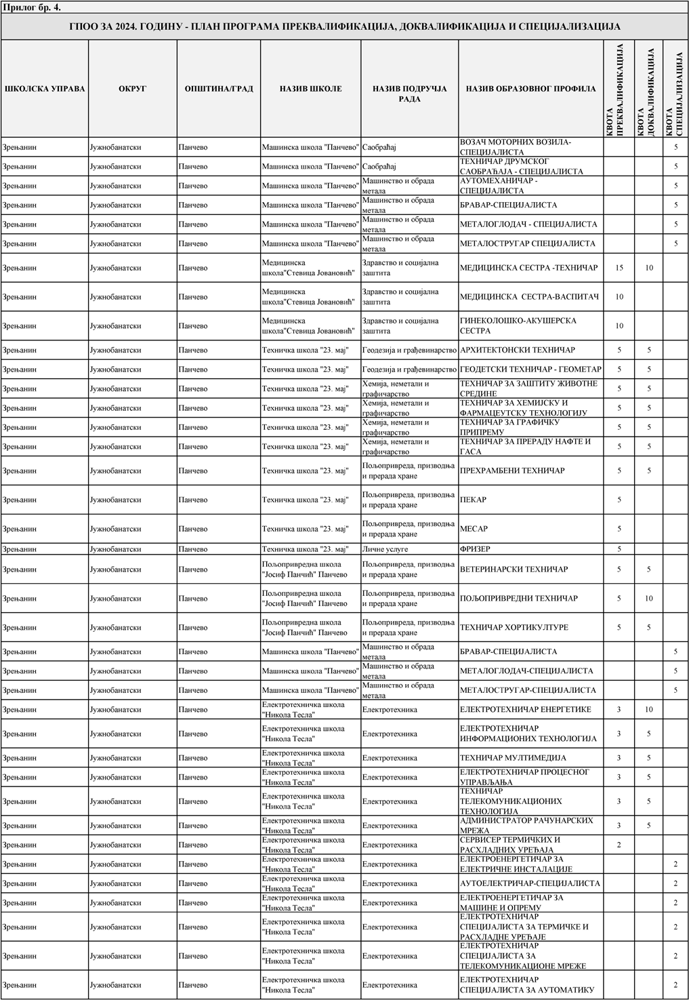 Прилог бр. 4.
ГПОО ЗА 2024. ГОДИНУ - ПЛАН ПРОГРАМА ПРЕКВАЛИФИКАЦИЈА, ДОКВАЛИФИКАЦИЈА И СПЕЦИЈАЛИЗАЦИЈА
ШКОЛСКА УПРАВА ОКРУГ ОПШТИНА/ГРАД НАЗИВ ШКОЛЕ НАЗИВ ПОДРУЧЈА РАДА НАЗИВ ОБРАЗОВНОГ ПРОФИЛА КВОТА ПРЕКВАЛИФИКАЦИЈА КВОТА ДОКВАЛИФИКАЦИЈА КВОТА СПЕЦИЈАЛИЗАЦИЈА
Зрењанин Јужнобанатски Панчево Машинска школа "Панчево" Саобраћај ВОЗАЧ МОТОРНИХ ВОЗИЛА-СПЕЦИЈАЛИСТА 5
Зрењанин Јужнобанатски Панчево Машинска школа "Панчево" Саобраћај ТЕХНИЧАР ДРУМСКОГ САОБРАЋАЈА - СПЕЦИЈАЛИСТА 5
Зрењанин Јужнобанатски Панчево Машинска школа "Панчево" Машинство и обрада метала АУТОМЕХАНИЧАР - СПЕЦИЈАЛИСТА 5
Зрењанин Јужнобанатски Панчево Машинска школа "Панчево" Машинство и обрада метала БРАВАР-СПЕЦИЈАЛИСТА 5
Зрењанин Јужнобанатски Панчево Машинска школа "Панчево" Машинство и обрада метала МЕТАЛОГЛОДАЧ - СПЕЦИЈАЛИСТА 5
Зрењанин Јужнобанатски Панчево Машинска школа "Панчево" Машинство и обрада метала МЕТАЛОСТРУГАР СПЕЦИЈАЛИСТА 5
Зрењанин Јужнобанатски Панчево Медицинска школа"Стевица Јовановић" Здравство и социјална заштита МЕДИЦИНСКА СЕСТРА -ТЕХНИЧАР 15 10
Зрењанин Јужнобанатски Панчево Медицинска школа"Стевица Јовановић" Здравство и социјална заштита МЕДИЦИНСКА СЕСТРА-ВАСПИТАЧ 10
Зрењанин Јужнобанатски Панчево Медицинска школа"Стевица Јовановић" Здравство и социјална заштита ГИНЕКОЛОШКО-АКУШЕРСКА СЕСТРА 10
Зрењанин Јужнобанатски Панчево Техничка школа "23. мај" Геодезија и грађевинарство АРХИТЕКТОНСКИ ТЕХНИЧАР 5 5
Зрењанин Јужнобанатски Панчево Техничка школа "23. мај" Геодезија и грађевинарство ГЕОДЕТСКИ ТЕХНИЧАР - ГЕОМЕТАР 5 5
Зрењанин Јужнобанатски Панчево Техничка школа "23. мај" Хемија, неметали и графичарство ТЕХНИЧАР ЗА ЗАШТИТУ ЖИВОТНЕ СРЕДИНЕ 5 5
Зрењанин Јужнобанатски Панчево Техничка школа "23. мај" Хемија, неметали и графичарство ТЕХНИЧАР ЗА ХЕМИЈСКУ И ФАРМАЦЕУТСКУ ТЕХНОЛОГИЈУ 5 5
Зрењанин Јужнобанатски Панчево Техничка школа "23. мај" Хемија, неметали и графичарство ТЕХНИЧАР ЗА ГРАФИЧКУ ПРИПРЕМУ 5 5
Зрењанин Јужнобанатски Панчево Техничка школа "23. мај" Хемија, неметали и графичарство ТЕХНИЧАР ЗА ПРЕРАДУ НАФТЕ И ГАСА 5 5
Зрењанин Јужнобанатски Панчево Техничка школа "23. мај" Пољопривреда, призводња и прерада хране ПРЕХРАМБЕНИ ТЕХНИЧАР 5 5
Зрењанин Јужнобанатски Панчево Техничка школа "23. мај" Пољопривреда, призводња и прерада хране ПЕКАР 5
Зрењанин Јужнобанатски Панчево Техничка школа "23. мај" Пољопривреда, призводња и прерада хране МЕСАР 5
Зрењанин Јужнобанатски Панчево Техничка школа "23. мај" Личне услуге ФРИЗЕР 5
Зрењанин Јужнобанатски Панчево Пољопривредна школа "Јосиф Панчић" Панчево Пољопривреда, призводња и прерада хране ВЕТЕРИНАРСКИ ТЕХНИЧАР 5 5
Зрењанин Јужнобанатски Панчево Пољопривредна школа "Јосиф Панчић" Панчево Пољопривреда, призводња и прерада хране ПОЉОПРИВРЕДНИ ТЕХНИЧАР 5 10
Зрењанин Јужнобанатски Панчево Пољопривредна школа "Јосиф Панчић" Панчево Пољопривреда, призводња и прерада хране ТЕХНИЧАР ХОРТИКУЛТУРЕ 5 5
Зрењанин Јужнобанатски Панчево Машинска школа "Панчево" Машинство и обрада метала БРАВАР-СПЕЦИЈАЛИСТА 5
Зрењанин Јужнобанатски Панчево Машинска школа "Панчево" Машинство и обрада метала МЕТАЛОГЛОДАЧ-СПЕЦИЈАЛИСТА 5
Зрењанин Јужнобанатски Панчево Машинска школа "Панчево" Машинство и обрада метала МЕТАЛОСТРУГАР-СПЕЦИЈАЛИСТА 5
Зрењанин Јужнобанатски Панчево Електротехничка школа "Никола Тесла" Електротехника ЕЛЕКТРОТЕХНИЧАР ЕНЕРГЕТИКЕ 3 10
Зрењанин Јужнобанатски Панчево Електротехничка школа "Никола Тесла" Електротехника ЕЛЕКТРОТЕХНИЧАР ИНФОРМАЦИОНИХ ТЕХНОЛОГИЈА 3 5
Зрењанин Јужнобанатски Панчево Електротехничка школа "Никола Тесла" Електротехника ТЕХНИЧАР МУЛТИМЕДИЈА 3 5
Зрењанин Јужнобанатски Панчево Електротехничка школа "Никола Тесла" Електротехника ЕЛЕКТРОТЕХНИЧАР ПРОЦЕСНОГ УПРАВЉАЊА 3 5
Зрењанин Јужнобанатски Панчево Електротехничка школа "Никола Тесла" Електротехника ТЕХНИЧАР ТЕЛЕКОМУНИКАЦИОНИХ ТЕХНОЛОГИЈА 3 5
Зрењанин Јужнобанатски Панчево Електротехничка школа "Никола Тесла" Електротехника АДМИНИСТРАТОР РАЧУНАРСКИХ МРЕЖА 3 5
Зрењанин Јужнобанатски Панчево Електротехничка школа "Никола Тесла" Електротехника СЕРВИСЕР ТЕРМИЧКИХ И РАСХЛАДНИХ УРЕЂАЈА 2
Зрењанин Јужнобанатски Панчево Електротехничка школа "Никола Тесла" Електротехника ЕЛЕКТРОЕНЕРГЕТИЧАР ЗА ЕЛЕКТРИЧНЕ ИНСТАЛАЦИЈЕ 2
Зрењанин Јужнобанатски Панчево Електротехничка школа "Никола Тесла" Електротехника АУТОЕЛЕКТРИЧАР-СПЕЦИЈАЛИСТА 2
Зрењанин Јужнобанатски Панчево Електротехничка школа "Никола Тесла" Електротехника ЕЛЕКТРОЕНЕРГЕТИЧАР ЗА МАШИНЕ И ОПРЕМУ 2
Зрењанин Јужнобанатски Панчево Електротехничка школа "Никола Тесла" Електротехника ЕЛЕКТРОТЕХНИЧАР СПЕЦИЈАЛИСТА ЗА ТЕРМИЧКЕ И РАСХЛАДНЕ УРЕЂАЈЕ 2
Зрењанин Јужнобанатски Панчево Електротехничка школа "Никола Тесла" Електротехника ЕЛЕКТРОТЕХНИЧАР СПЕЦИЈАЛИСТА ЗА ТЕЛЕКОМУНИКАЦИОНЕ МРЕЖЕ 2
Зрењанин Јужнобанатски Панчево Електротехничка школа "Никола Тесла" Електротехника ЕЛЕКТРОТЕХНИЧАР СПЕЦИЈАЛИСТА ЗА АУТОМАТИКУ 2